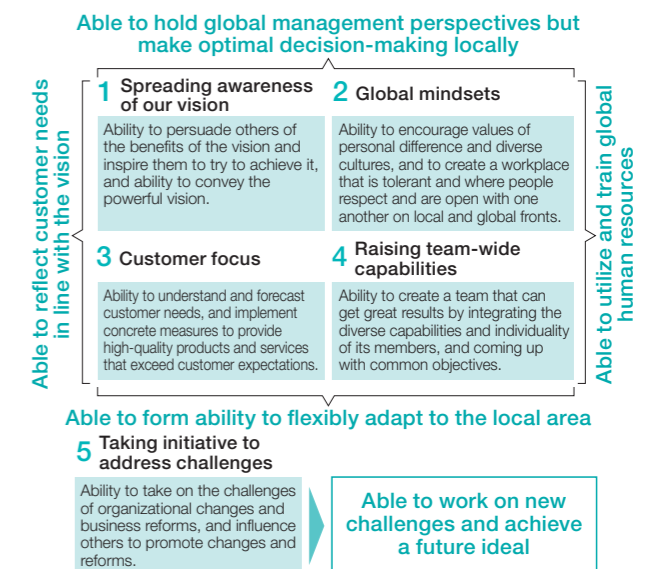 Able to hold global management perspectives but
make optimal decision-making locally
Able to reflect customer needs
in line with the vision
1 Spreading awareness
of our vision
Ability to persuade others of
the benefits of the vision and
inspire them to try to achieve it,
and ability to convey the
powerful vision.
2 Global mindsets
Ability to encourage values of
personal difference and diverse
cultures, and to create a workplace
that is tolerant and where people
respect and are open with one
another on local and global fronts.
3 Customer focus
Ability to understand and forecast
customer needs, and implement
concrete measures to provide
high-quality products and services
that exceed customer expectations.
4 Raising team-wide
capabilities
Ability to create a team that can
get great results by integrating the
diverse capabilities and individuality
of its members, and coming up
with common objectives.
Able to utilize and train global
human resources
Able to form ability to flexibly adapt to the local area
5 Taking initiative to
address challenges
Ability to take on the challenges
of organizational changes and
business reforms, and influence
others to promote changes and
reforms.
Able to work on new
challenges and achieve
a future ideal